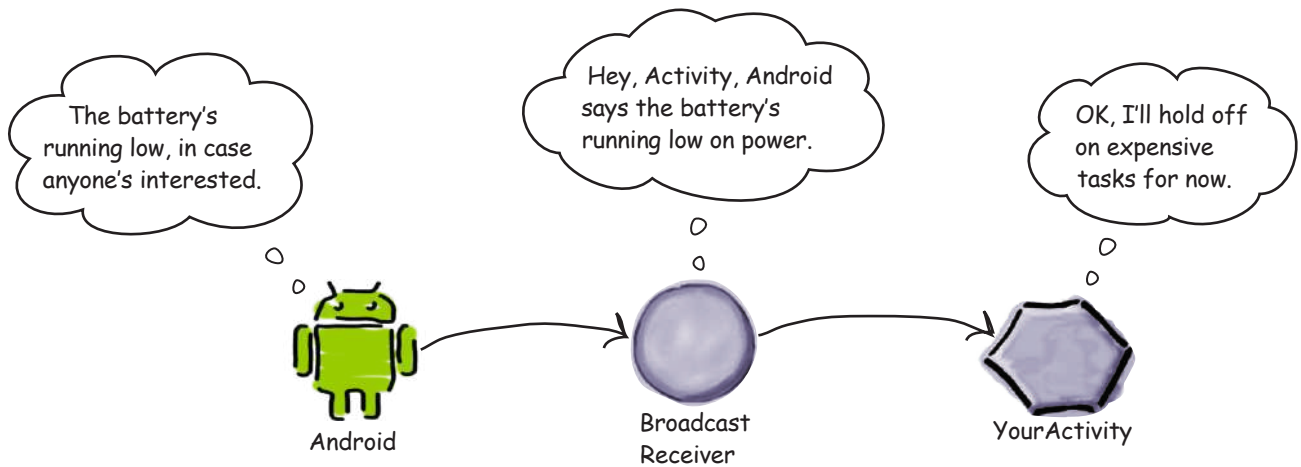 The battery's
running low, in case
anyone's interested.
Hey, Activity, Android
says the battery's
running low on power.
OK, I'll hold off
on expensive
tasks for now.
Android
Broadcast
Receiver
YourActivity